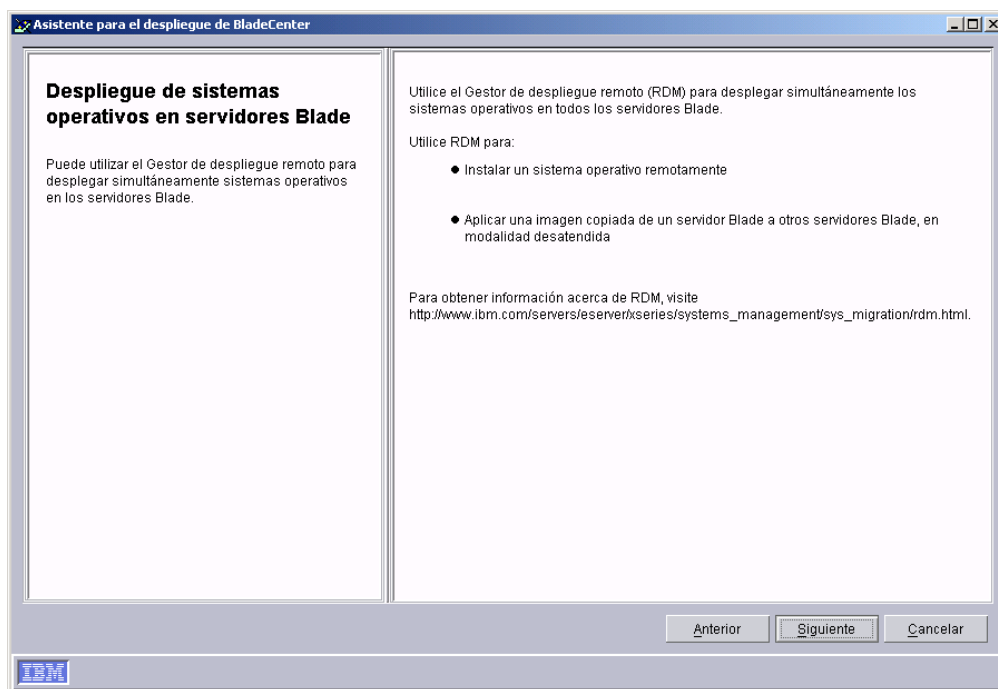 Asistente para el despliegue de BladeCenter
Despliegue de sistemas
operativos en servidores Blade
Puede utilizar el Gestor de despliegue remoto para
desplegar simultáneamente sistemas operativos
en los servidores Blade.
Utilice el Gestor de despliegue remoto (RDM) para desplegar simultáneamente los
sistemas operativos en todos los servidores Blade.
Utilice RDM para:
● Instalar un sistema operativo remotamente
● Aplicar una imagen copiada de un servidor Blade a otros servidores Blade, en
modalidad desatendida
Para obtener información acerca de RDM, visite
http://www.ibm.com/servers/eserver/xseries/systems_management/sys_migration/rdm.html.
Anterior
Siguiente
Cancelar
IBM